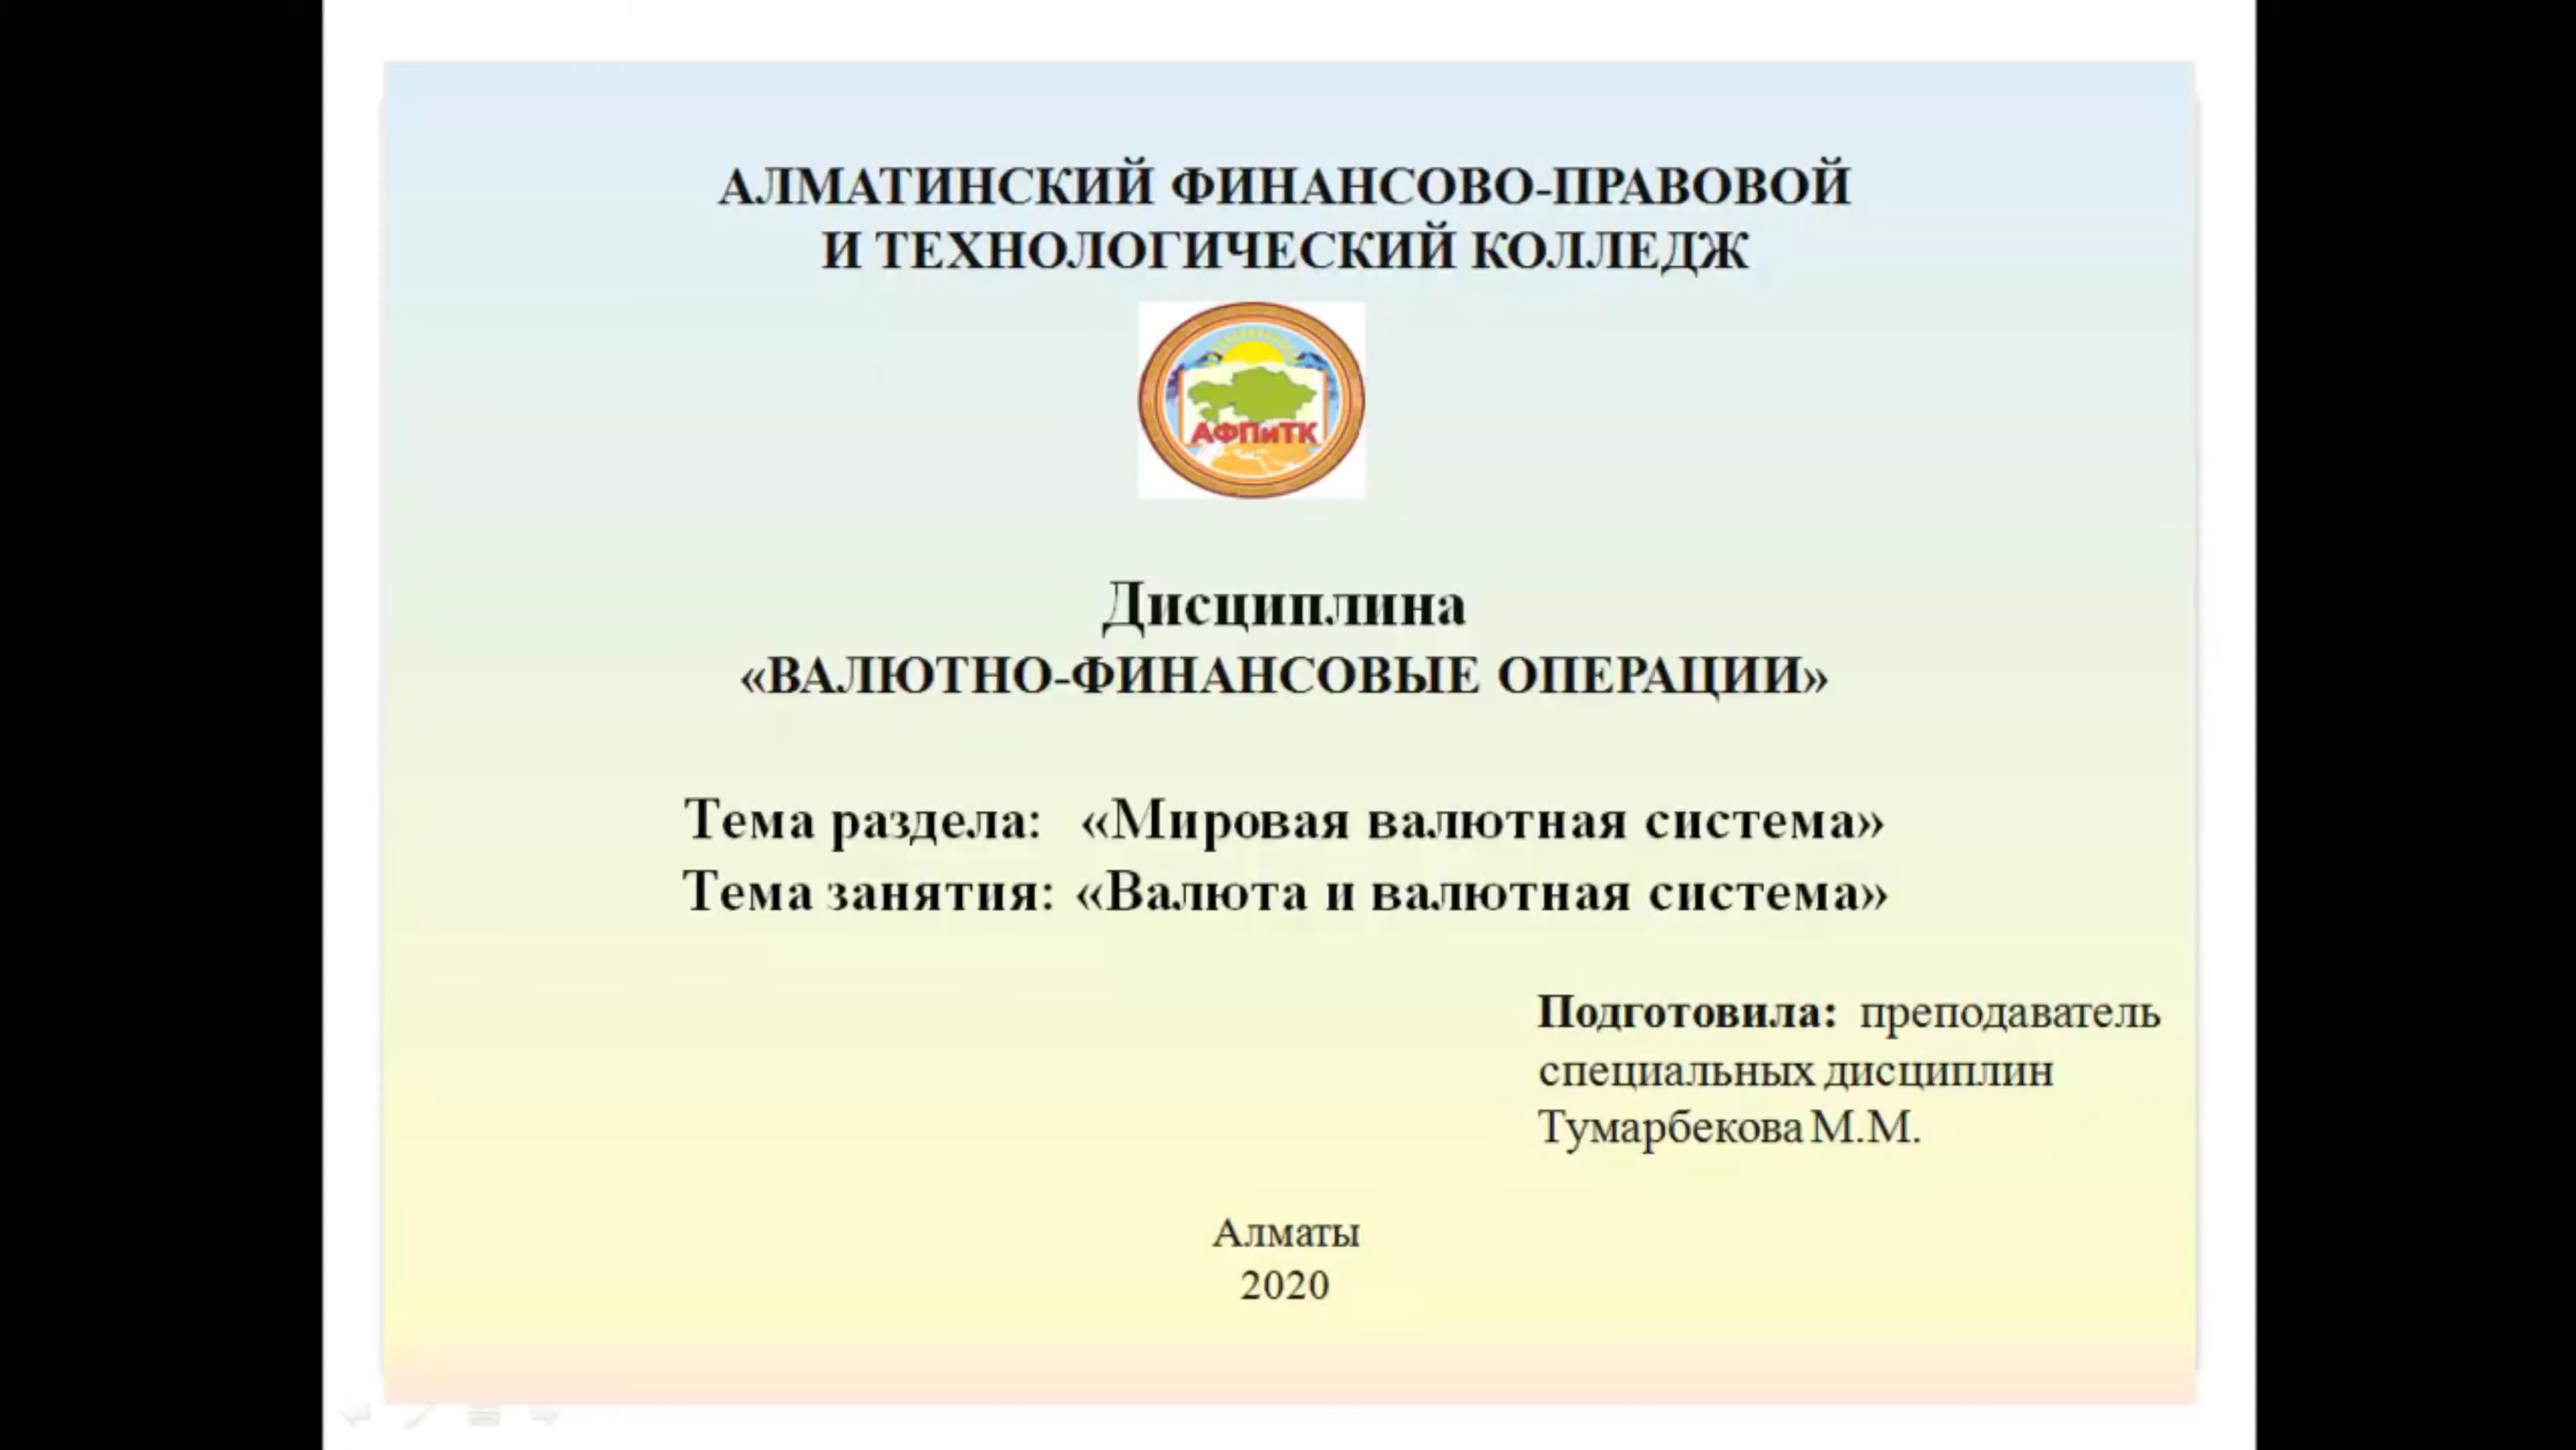 АЛМАТИНСКИЙ ФИНАНСОВО-ПРАВОВОЙ
И ТЕХНОЛОГИЧЕСКИЙ КОЛЛЕДЖ
АФПиТК
Дисциплина
«ВАЛЮТНО-ФИНАНСОВЫЕ ОПЕРАЦИИ»
Тема раздела: «Мировая валютная система»
Тема занятия: «Валюта и валютная система»
Подготовила: преподаватель
специальных дисциплин
Тумарбекова М.М.
Алматы
2020